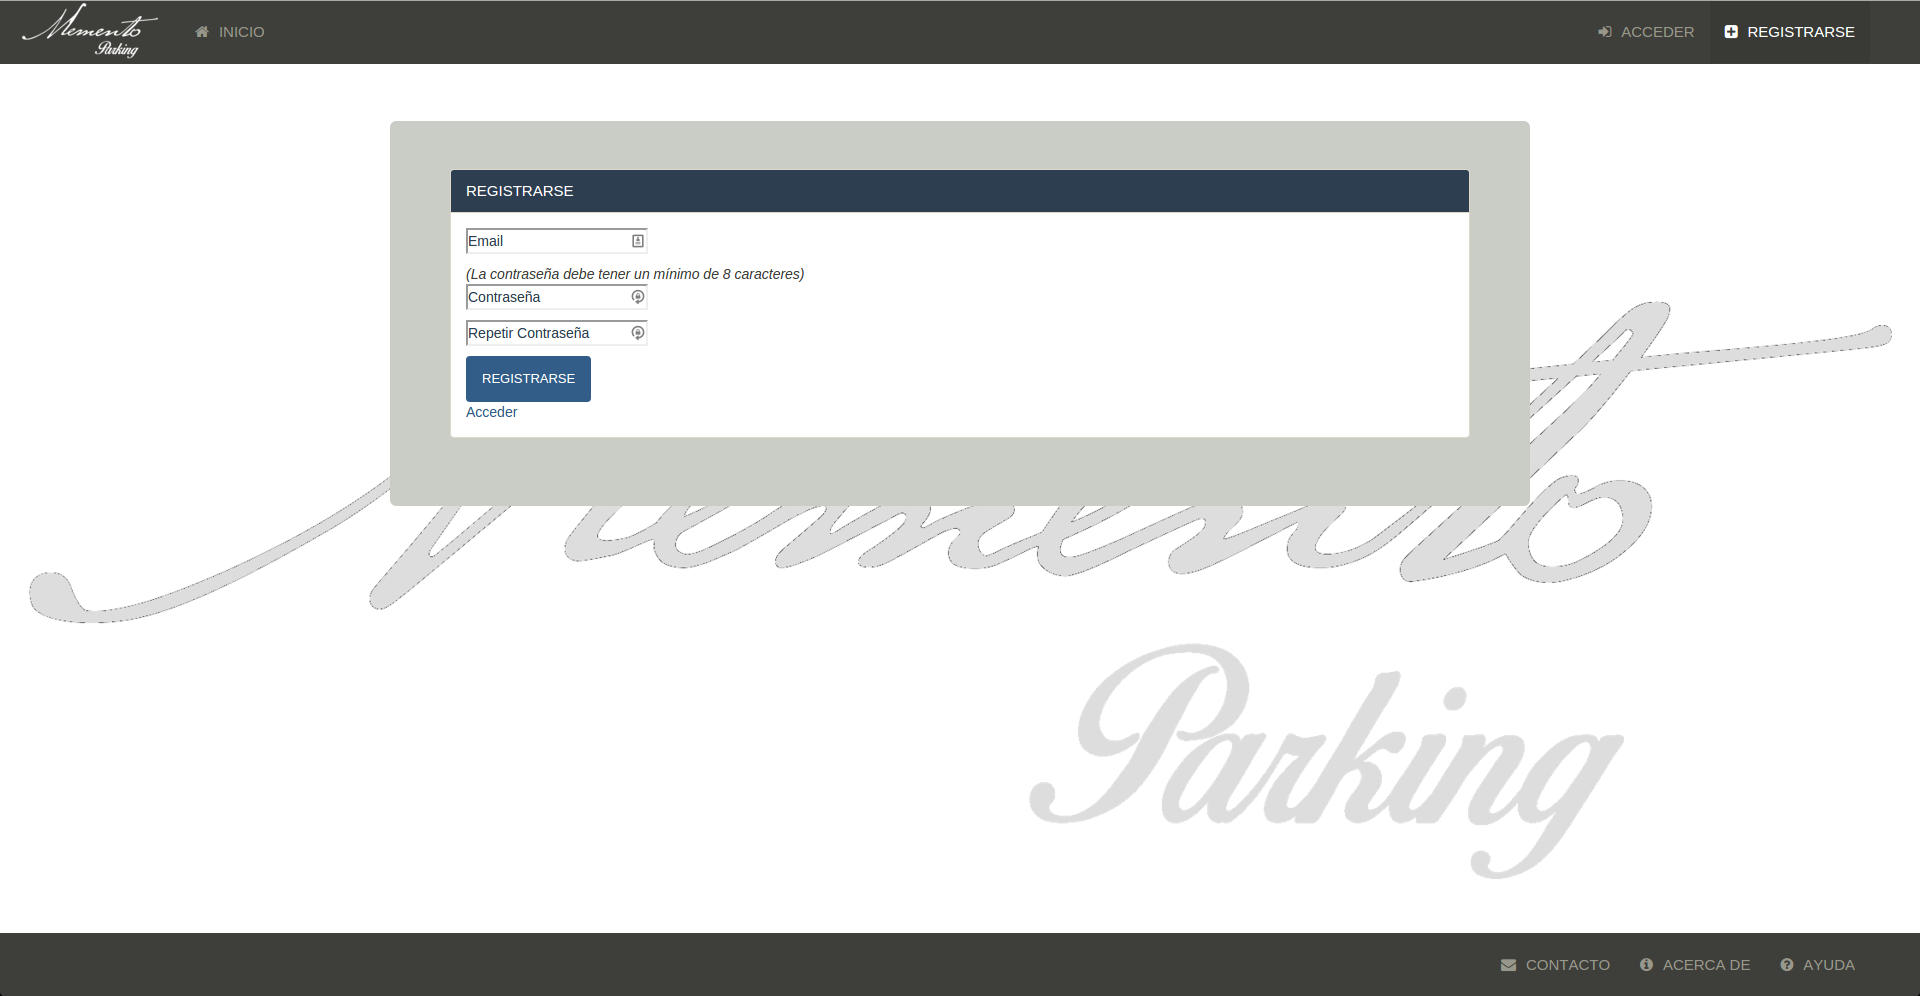 Memento
Parking
INICIO
ACCEDER
REGISTRARSE
REGISTRARSE
Email
(La contraseña debe tener un mínimo de 8 caracteres)
Contraseña
Repetir Contraseña
REGISTRARSE
Acceder
Memento
Parking
CONTACTO
ACERCA DE
AYUDA